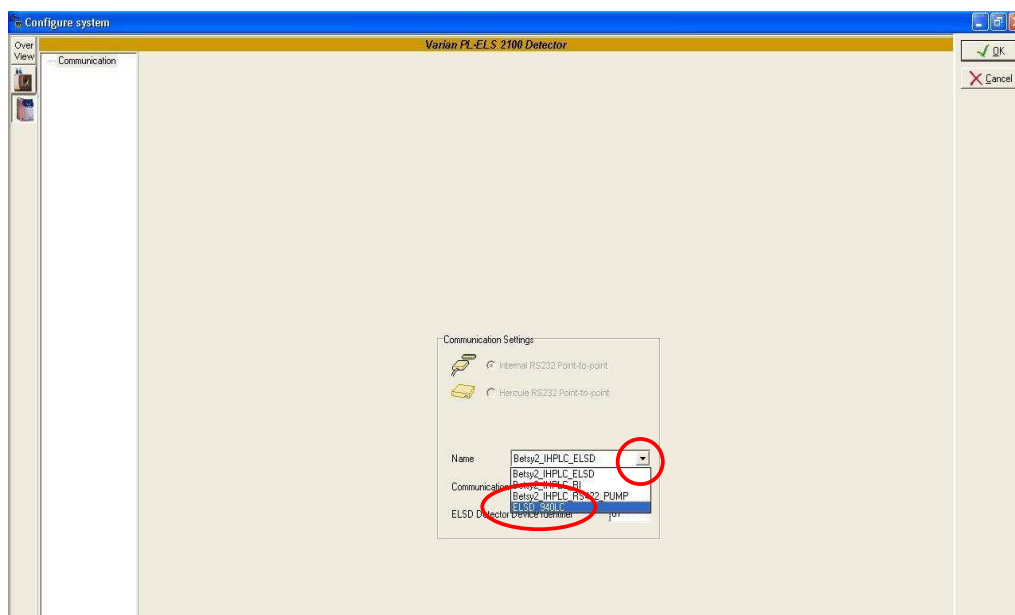 Configure system
Over
View
Varian PL-ELS 2100 Detector
OK
Communication
Cancel
Communication Settings
Internal RS232 Point-to-point
Hercule RS232 Point-to-point
Name
Betsy2_IHPLC_ELSD
Betsy2_IHPLC_ELSD
Betsy2_IHPLC_RI
Communication
Betsy2_IHPLC_RS422_PUMP
ELSD_940LC
ELSD Detector Device Identifier